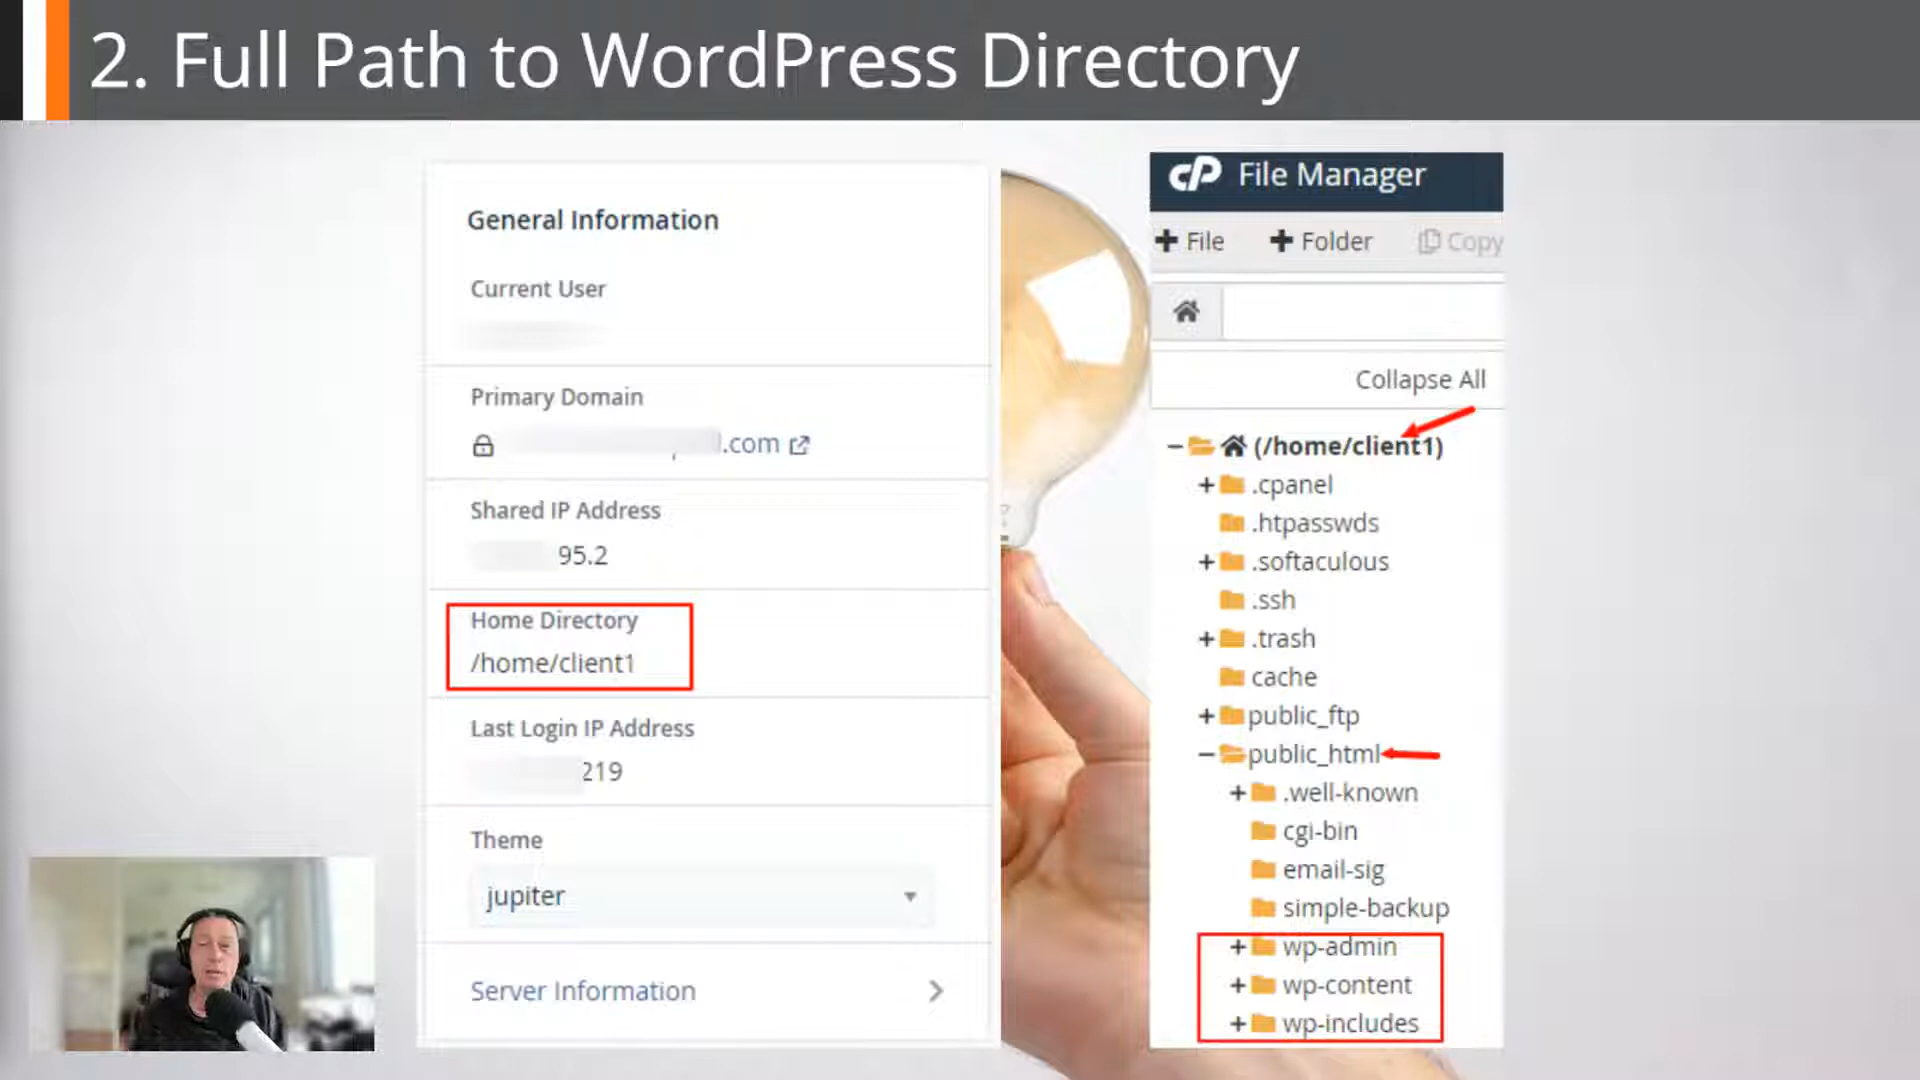 2. Full Path to WordPress Directory
General Information
Current User
Primary Domain
.com
Shared IP Address
95.2
Home Directory
/home/client1
Last Login IP Address
219
Theme
jupiter
Server Information
cP File Manager
File Folder Copy
Collapse All
(/home/client1)
.cpanel
.htpasswds
.softaculous
.ssh
.trash
cache
public_ftp
public_html
.well-known
cgi-bin
email-sig
simple-backup
wp-admin
wp-content
wp-includes